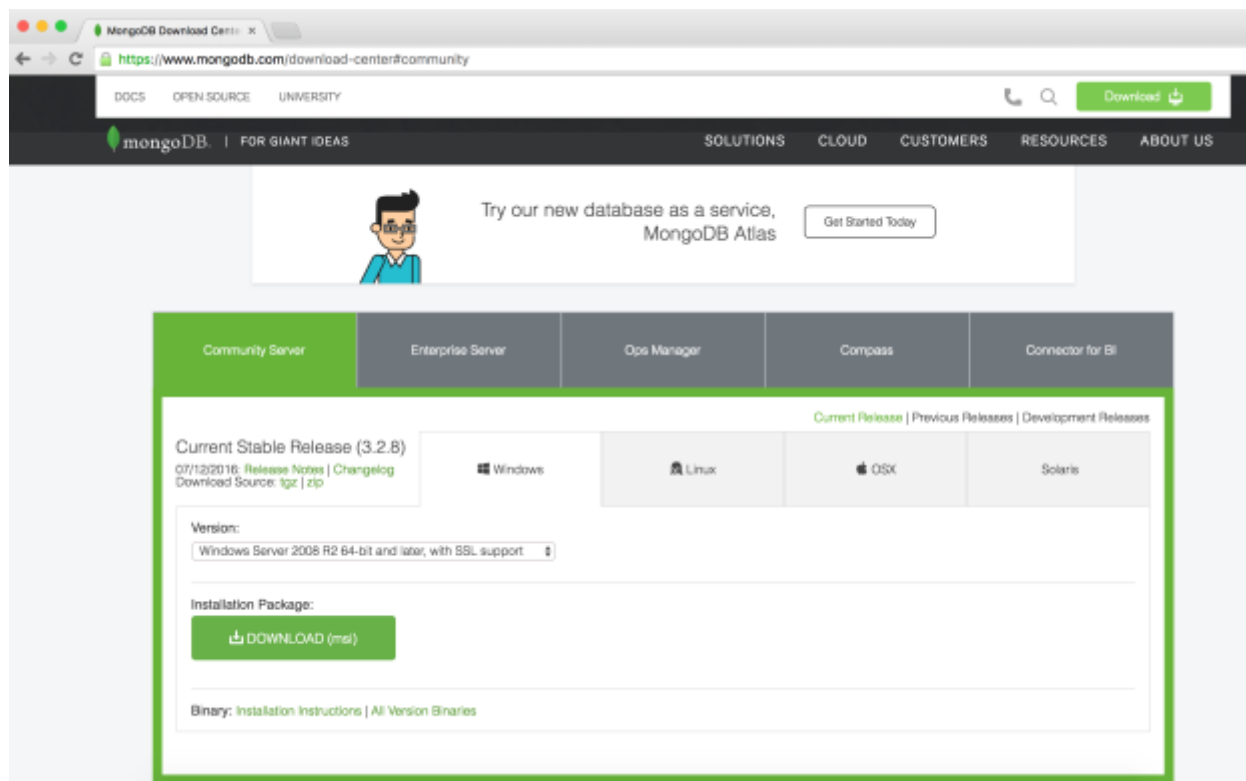 MongoDB Download Cente
https://www.mongodb.com/download-center#community
DOCS OPEN SOURCE UNIVERSITY
Download
mongoDB. | FOR GIANT IDEAS
SOLUTIONS CLOUD CUSTOMERS RESOURCES ABOUT US
Try our new database as a service,
MongoDB Atlas
Get Started Today
Community Server
Enterprise Server
Ops Manager
Compass
Connector for BI
Current Release | Previous Releases | Development Releases
Current Stable Release (3.2.8)
07/12/2016: Release Notes | Changelog
Download Source: tgz | zip
Windows
Linux
OSX
Solaris
Version:
Windows Server 2008 R2 64-bit and later, with SSL support
Installation Package:
DOWNLOAD (msi)
Binary: Installation Instructions | All Version Binaries